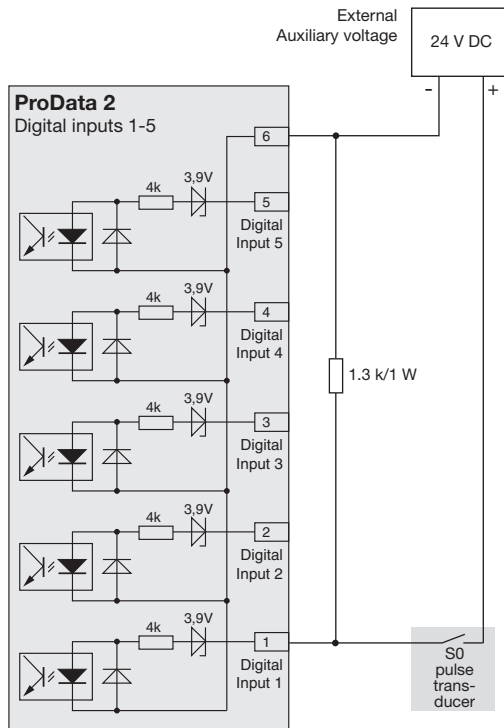 External
Auxiliary voltage
24 V DC
-
+
ProData 2
Digital inputs 1-5
6
4k
3,9V
5
Digital
Input 5
4k
3,9V
4
Digital
Input 4
1.3 k/1 W
4k
3,9V
3
Digital
Input 3
4k
3,9V
2
Digital
Input 2
4k
3,9V
1
Digital
Input 1
S0
pulse
trans-
ducer